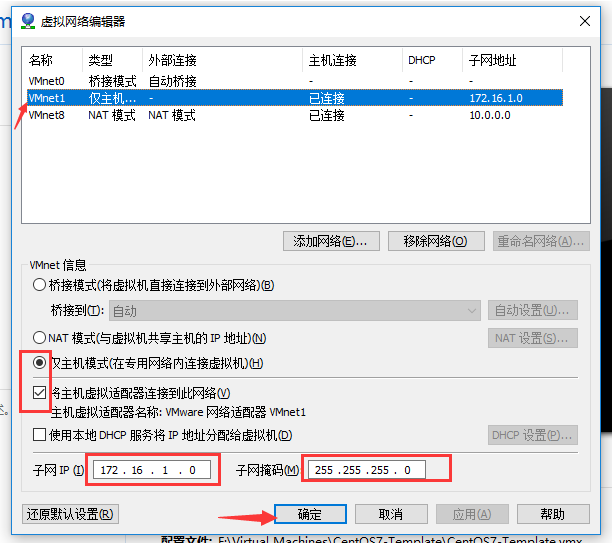 虚拟网络编辑器
名称 类型 外部连接 主机连接 DHCP 子网地址
VMnet0 桥接模式 自动桥接 - - -
VMnet1 仅主机... - 已连接 - 172.16.1.0
VMnet8 NAT 模式 NAT 模式 已连接 - 10.0.0.0
添加网络(E)... 移除网络(O) 重命名网络(A)...
VMnet 信息
桥接模式(将虚拟机直接连接到外部网络)(B)
桥接到(T): 自动 自动设置(U)...
NAT 模式(与虚拟机共享主机的 IP 地址)(N) NAT 设置(S)...
仅主机模式(在专用网络内连接虚拟机)(H)
将主机虚拟适配器连接到此网络(V)
主机虚拟适配器名称: VMware 网络适配器 VMnet1
使用本地 DHCP 服务将 IP 地址分配给虚拟机(D) DHCP 设置(P)...
子网 IP (I): 172 . 16 . 1 . 0 子网掩码(M): 255 .255 .255 . 0
还原默认设置(R) 确定 取消 应用(A) 帮助
配置文件: E:\Virtual Machines\CentOS7-Template\CentOS7-Template.vmx